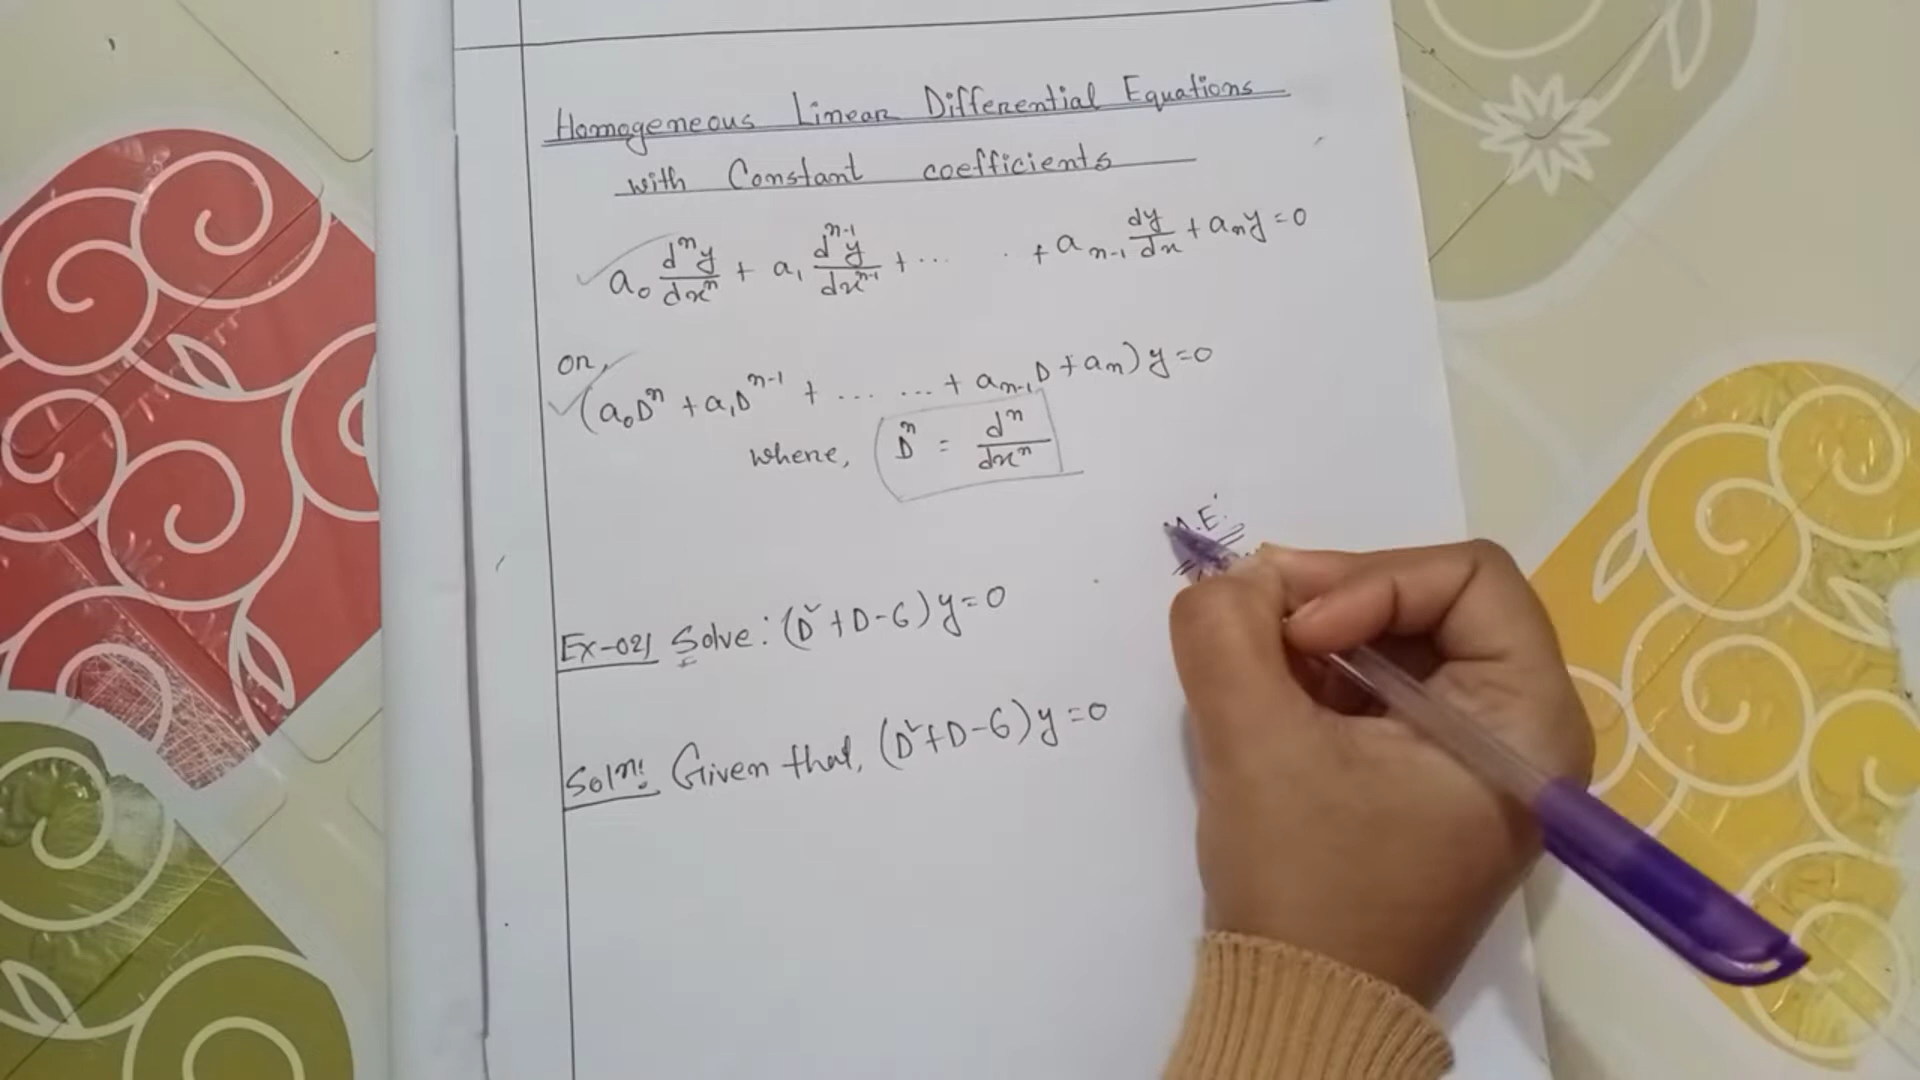 Homogeneous Linear Differential Equations
with Constant coefficients
a₀ dⁿy/dxⁿ + a₁ dⁿ⁻¹y/dxⁿ⁻¹ + ... . + aₙ₋₁ dy/dx + aₙy = 0
or,
(a₀Dⁿ + a₁Dⁿ⁻¹ + ... ... + aₙ₋₁D + aₙ) y = 0
where, Dⁿ = dⁿ/dxⁿ
A.E.
Ex-02| Solve: (D² + D - 6) y = 0
Solⁿ: Given that, (D² + D - 6) y = 0